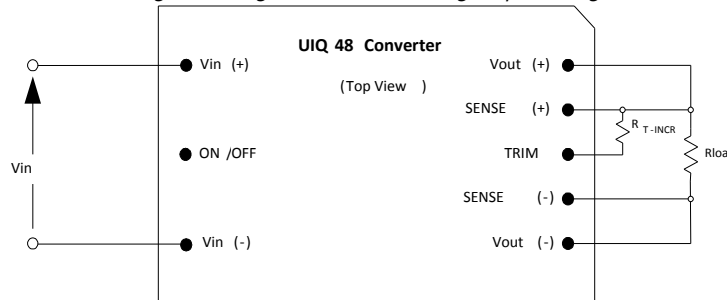 UIQ 48 Converter
(Top View )
Vin (+)
Vout (+)
SENSE (+)
R T-INCR
ON /OFF
TRIM
Vin
Rloa
SENSE (-)
Vin (-)
Vout (-)